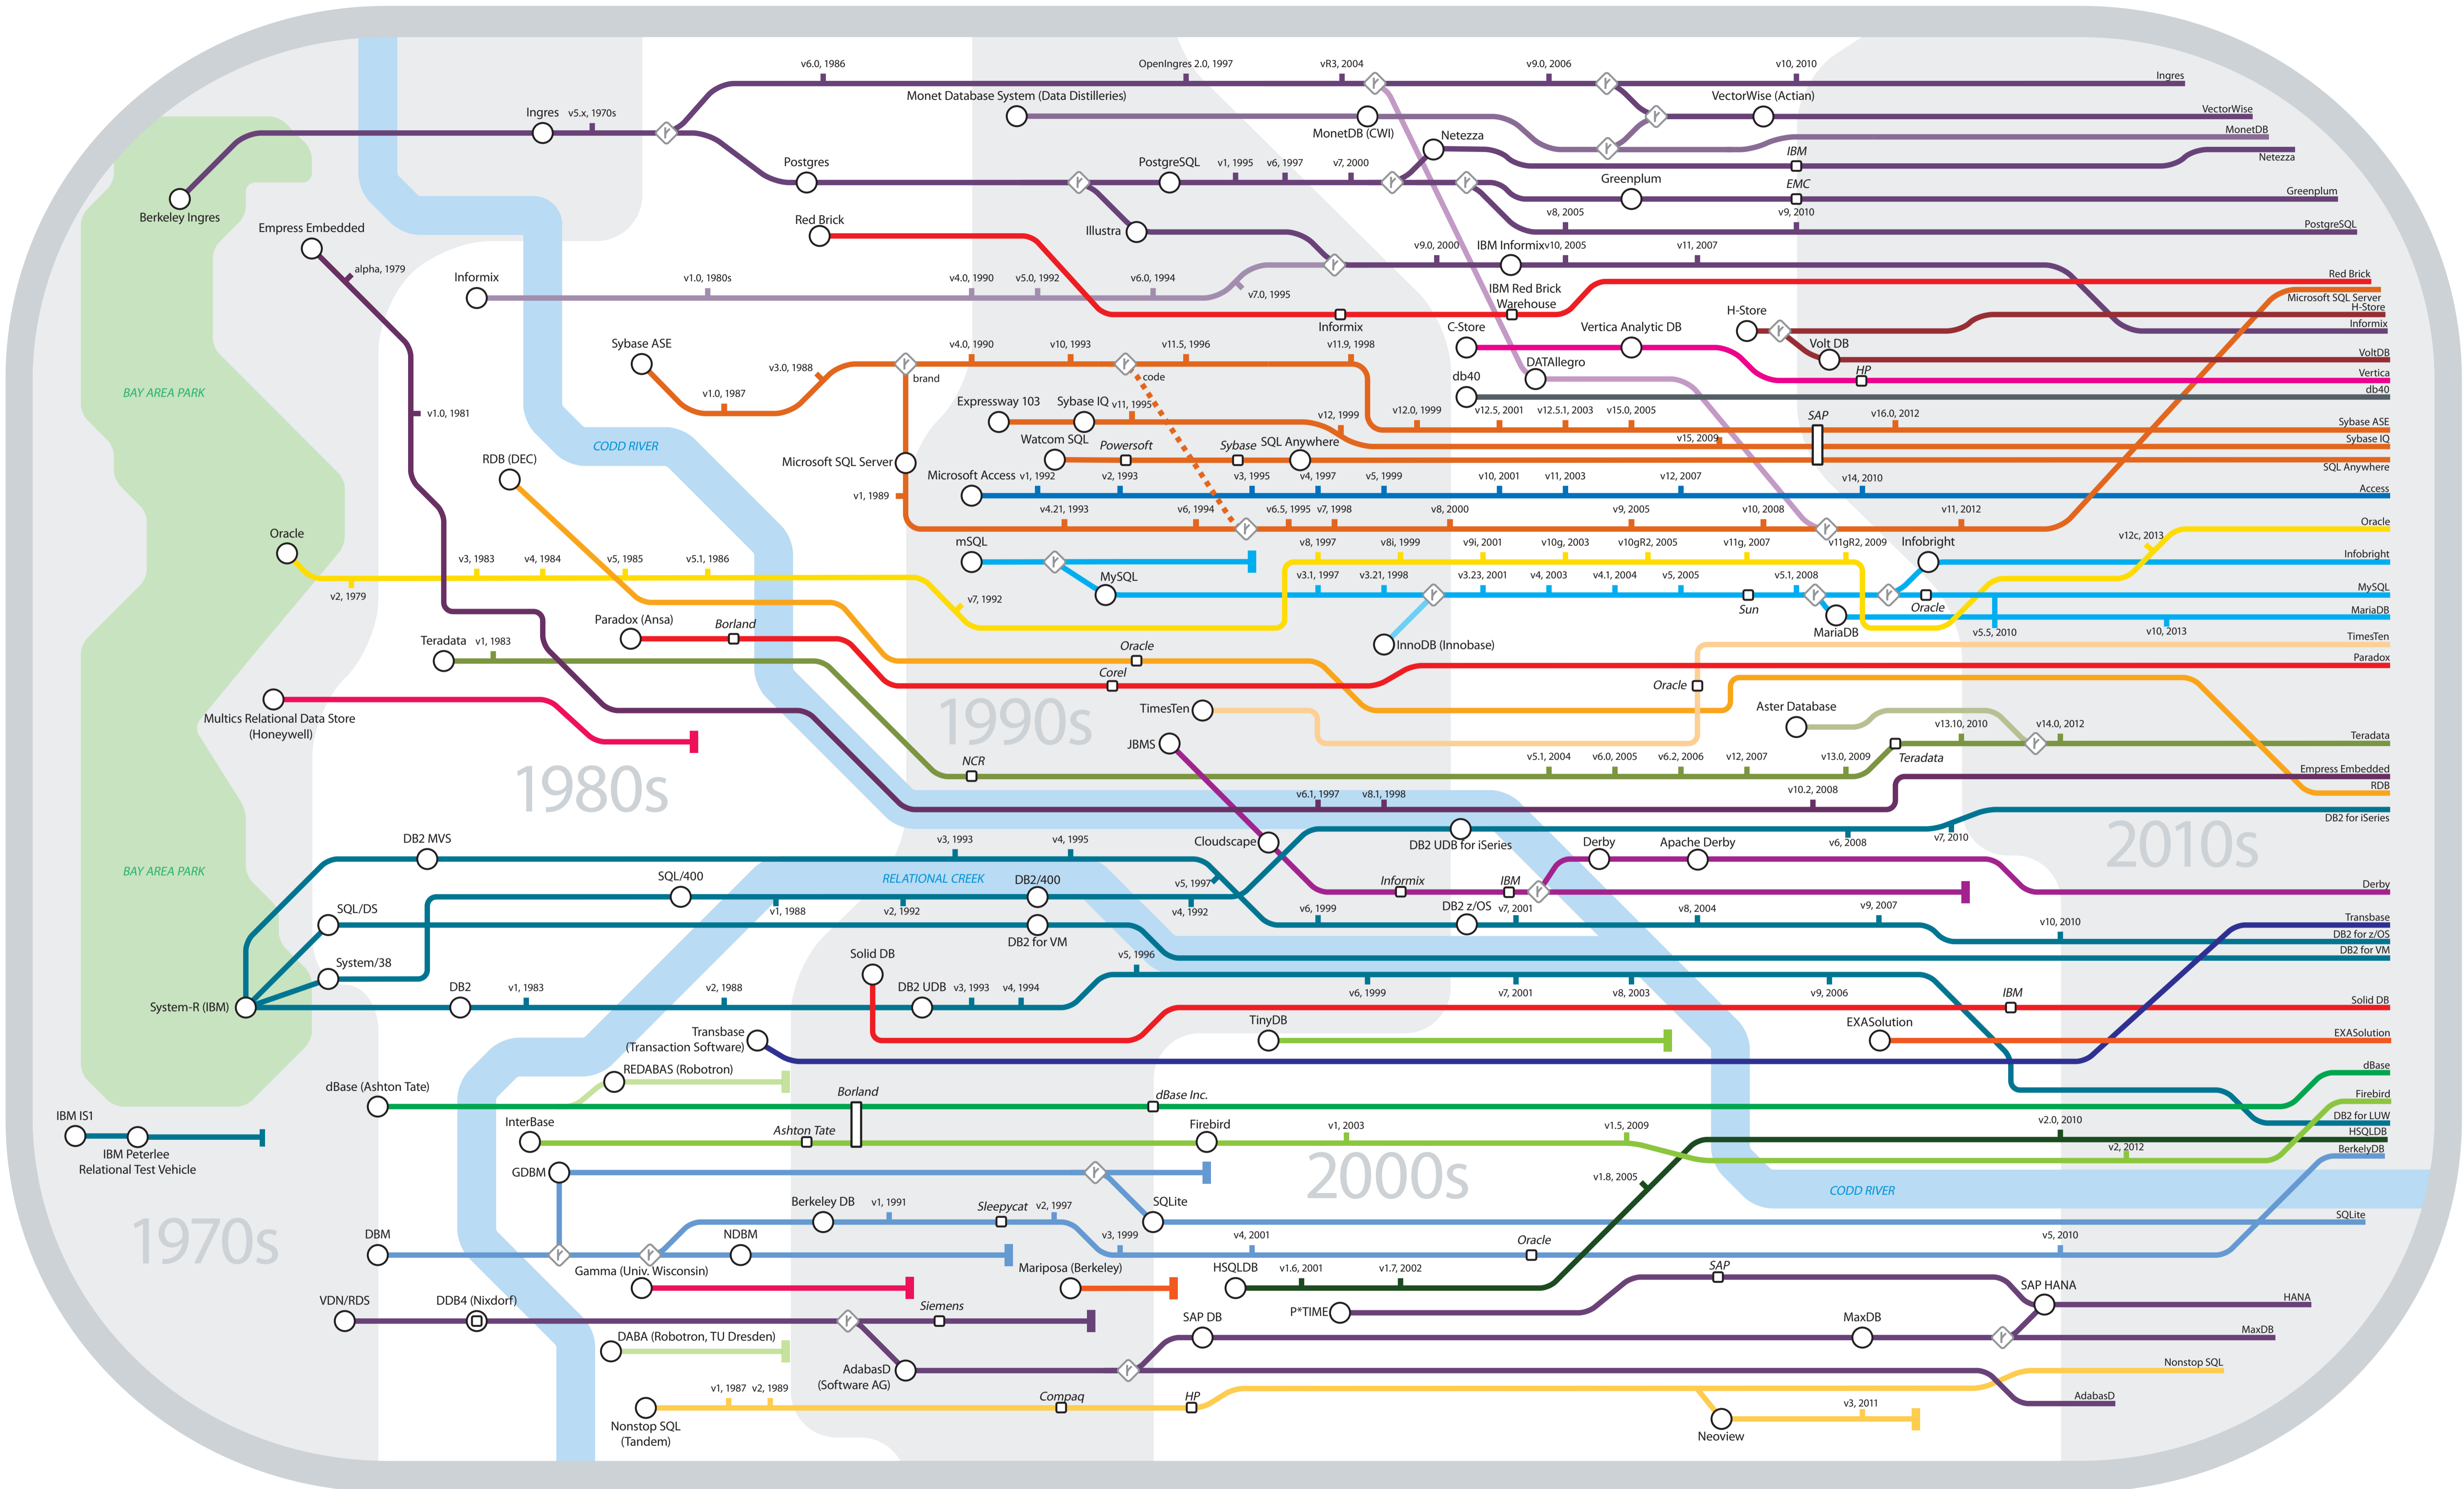 v6.0, 1986
OpenIngres 2.0, 1997
vR3, 2004
v9.0, 2006
v10, 2010
Ingres
Monet Database System (Data Distilleries)
VectorWise (Actian)
VectorWise
Ingres
v5.x, 1970s
MonetDB (CWI)
Netezza
MonetDB
IBM
Netezza
Postgres
PostgreSQL
v1, 1995
v6, 1997
v7, 2000
Greenplum
EMC
Greenplum
Berkeley Ingres
Red Brick
Illustra
v8, 2005
v9, 2010
PostgreSQL
Empress Embedded
v9.0, 2000
IBM Informix
v10, 2005
v11, 2007
alpha, 1979
Informix
v1.0, 1980s
v4.0, 1990
v5.0, 1992
v6.0, 1994
v7.0, 1995
Red Brick
IBM Red Brick
Warehouse
Microsoft SQL Server
H-Store
H-Store
Informix
C-Store
Vertica Analytic DB
Informix
Sybase ASE
v4.0, 1990
v10, 1993
v11.5, 1996
v11.9, 1998
Volt DB
VoltDB
v3.0, 1988
brand
code
DATAllegro
HP
Vertica
db40
db40
BAY AREA PARK
v1.0, 1987
Expressway 103
Sybase IQ
v11, 1995
v12, 1999
v12.0, 1999
v12.5, 2001
v12.5.1, 2003
v15.0, 2005
SAP
v16.0, 2012
v1.0, 1981
Sybase ASE
CODD RIVER
Watcom SQL
Powersoft
Sybase
SQL Anywhere
v15, 2009
Sybase IQ
RDB (DEC)
Microsoft SQL Server
SQL Anywhere
Microsoft Access
v1, 1992
v2, 1993
v3, 1995
v4, 1997
v5, 1999
v10, 2001
v11, 2003
v12, 2007
v14, 2010
Access
v1, 1989
v4.21, 1993
v6, 1994
v6.5, 1995
v7, 1998
v8, 2000
v9, 2005
v10, 2008
v11, 2012
Oracle
Oracle
mSQL
v8, 1997
v8i, 1999
v9i, 2001
v10g, 2003
v10gR2, 2005
v11g, 2007
v11gR2, 2009
Infobright
v12c, 2013
v3, 1983
v4, 1984
v5, 1985
v5.1, 1986
Infobright
MySQL
v3.1, 1997
v3.21, 1998
v3.23, 2001
v4, 2003
v4.1, 2004
v5, 2005
v5.1, 2008
MySQL
v2, 1979
v7, 1992
Sun
Oracle
MariaDB
Paradox (Ansa)
Borland
MariaDB
v5.5, 2010
v10, 2013
Teradata
v1, 1983
Oracle
InnoDB (Innobase)
TimesTen
Paradox
Corel
Oracle
Multics Relational Data Store
(Honeywell)
1990s
TimesTen
Aster Database
v13.10, 2010
v14.0, 2012
JBMS
Teradata
1980s
NCR
v5.1, 2004
v6.0, 2005
v6.2, 2006
v12, 2007
v13.0, 2009
Teradata
Empress Embedded
v6.1, 1997
v8.1, 1998
v10.2, 2008
RDB
DB2 for iSeries
DB2 MVS
v3, 1993
v4, 1995
Cloudscape
DB2 UDB for iSeries
Derby
Apache Derby
v6, 2008
v7, 2010
2010s
BAY AREA PARK
SQL/400
RELATIONAL CREEK
DB2/400
v5, 1997
Informix
IBM
Derby
SQL/DS
v1, 1988
v2, 1992
v4, 1992
v6, 1999
DB2 z/OS
v7, 2001
v8, 2004
v9, 2007
v10, 2010
Transbase
DB2 for z/OS
DB2 for VM
DB2 for VM
System/38
Solid DB
v5, 1996
System-R (IBM)
DB2
v1, 1983
v2, 1988
DB2 UDB
v3, 1993
v4, 1994
v6, 1999
v7, 2001
v8, 2003
v9, 2006
IBM
Solid DB
Transbase
(Transaction Software)
TinyDB
EXASolution
EXASolution
REDABAS (Robotron)
dBase (Ashton Tate)
Borland
dBase Inc.
dBase
Firebird
IBM IS1
InterBase
Ashton Tate
Firebird
v1, 2003
v1.5, 2009
v2.0, 2010
DB2 for LUW
HSQLDB
IBM Peterlee
Relational Test Vehicle
v2, 2012
BerkelyDB
GDBM
2000s
v1.8, 2005
CODD RIVER
Berkeley DB
v1, 1991
Sleepycat
v2, 1997
SQLite
SQLite
1970s
DBM
NDBM
v3, 1999
v4, 2001
Oracle
v5, 2010
Gamma (Univ. Wisconsin)
Mariposa (Berkeley)
HSQLDB
v1.6, 2001
v1.7, 2002
SAP
SAP HANA
VDN/RDS
DDB4 (Nixdorf)
Siemens
P*TIME
HANA
DABA (Robotron, TU Dresden)
SAP DB
MaxDB
MaxDB
AdabasD
(Software AG)
Nonstop SQL
v1, 1987
v2, 1989
Compaq
HP
v3, 2011
AdabasD
Nonstop SQL
(Tandem)
Neoview